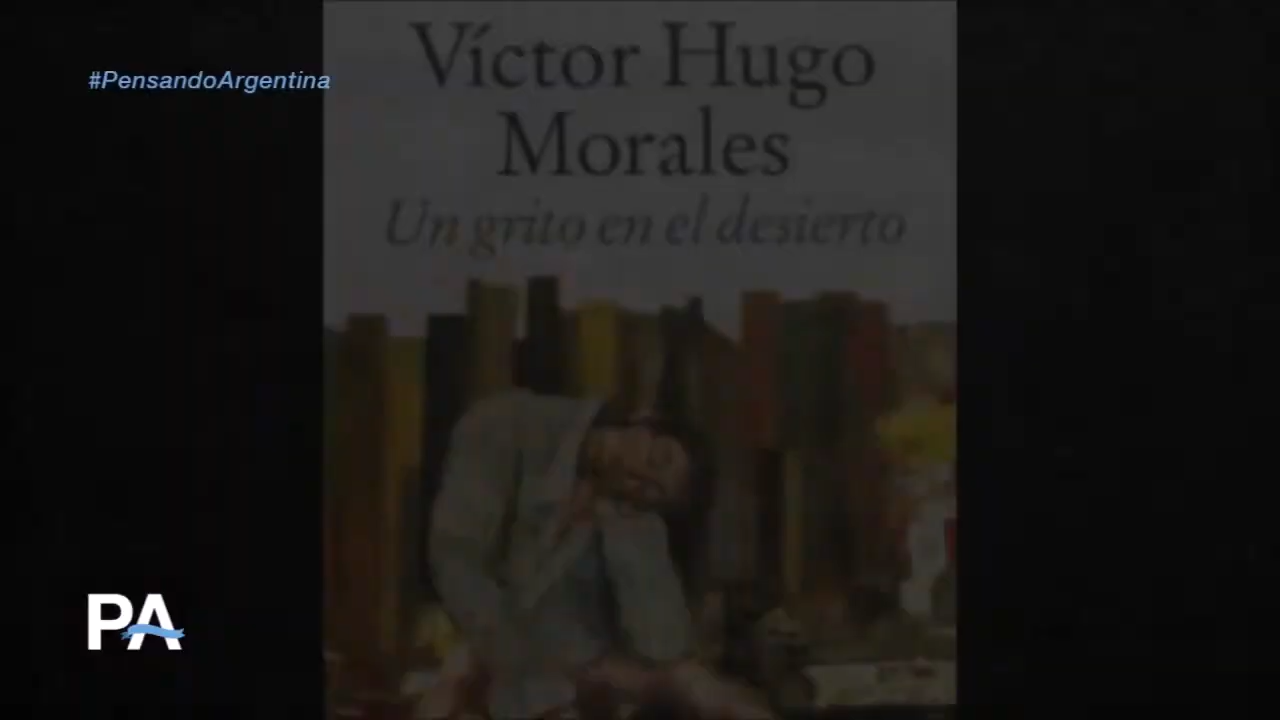 Víctor Hugo
#PensandoArgentina
Morales
Un grito en el desierto
PA